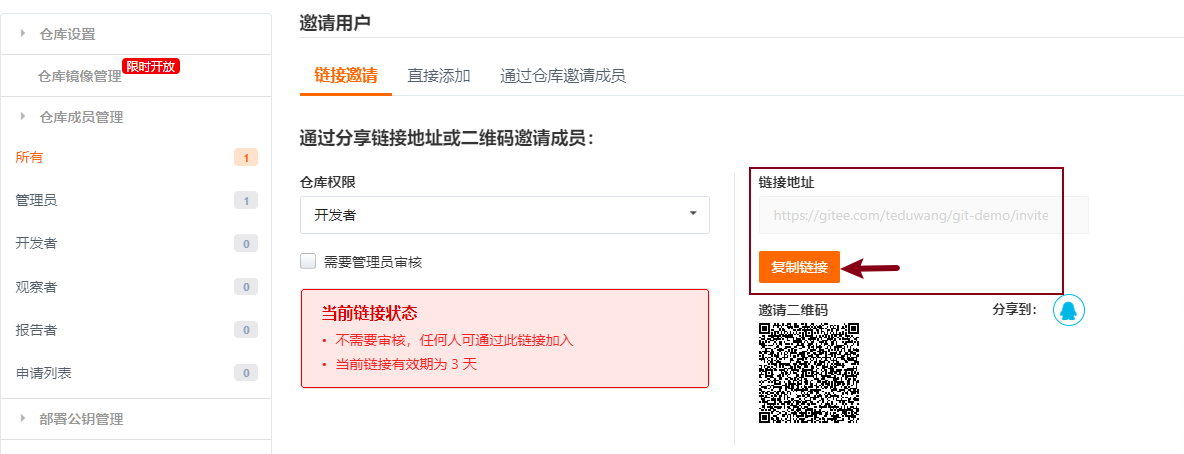 仓库设置
仓库镜像管理 限时开放
仓库成员管理
所有 1
管理员 1
开发者 0
观察者 0
报告者 0
申请列表 0
部署公钥管理
邀请用户
链接邀请 直接添加 通过仓库邀请成员
通过分享链接地址或二维码邀请成员：
仓库权限
开发者
需要管理员审核
当前链接状态
• 不需要审核，任何人可通过此链接加入
• 当前链接有效期为 3 天
链接地址
https://gitee.com/teduwang/git-demo/invite
复制链接
邀请二维码 分享到：